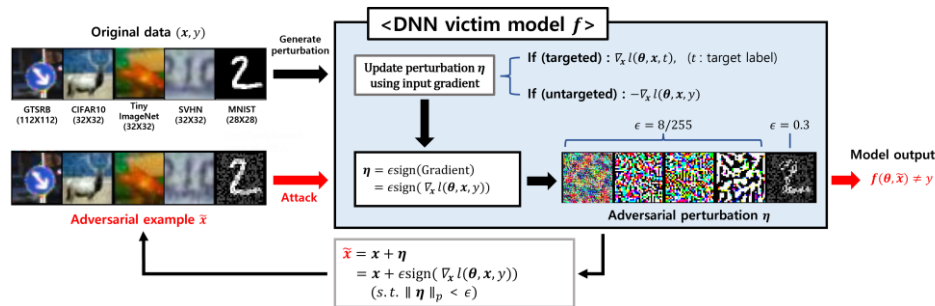 <DNN victim model f>
Original data (x, y)
Generate
perturbation
GTSRB
(112X112)
CIFAR10
(32X32)
Tiny
ImageNet
(32X32)
SVHN
(32X32)
MNIST
(28X28)
Update perturbation η
using input gradient
If (targeted) : ∇ₓ l(θ, x, t), (t : target label)
If (untargeted) : −∇ₓ l(θ, x, y)
η = ϵsign(Gradient)
= ϵsign( ∇ₓ l(θ, x, y))
ϵ = 8/255
ϵ = 0.3
Adversarial perturbation η
Model output
f(θ, x̃) ≠ y
Attack
Adversarial example x̃
x̃ = x + η
= x + ϵsign( ∇ₓ l(θ, x, y))
(s.t. ‖ η ‖ₚ < ϵ)